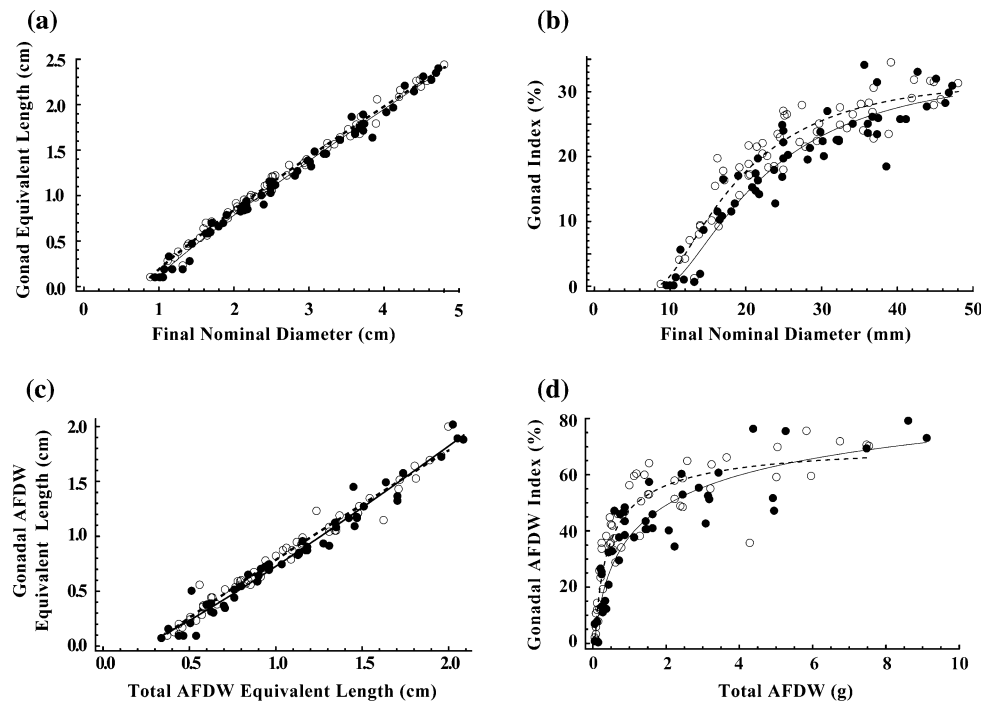 (a)
Gonad Equivalent Length (cm)
2.5
2.0
1.5
1.0
0.5
0.0
0 1 2 3 4 5
Final Nominal Diameter (cm)
(b)
Gonad Index (%)
30
20
10
0
0 10 20 30 40 50
Final Nominal Diameter (mm)
(c)
Gonadal AFDW
Equivalent Length (cm)
2.0
1.5
1.0
0.5
0.0
0.0 0.5 1.0 1.5 2.0
Total AFDW Equivalent Length (cm)
(d)
Gonadal AFDW Index (%)
80
60
40
20
0
0 2 4 6 8 10
Total AFDW (g)